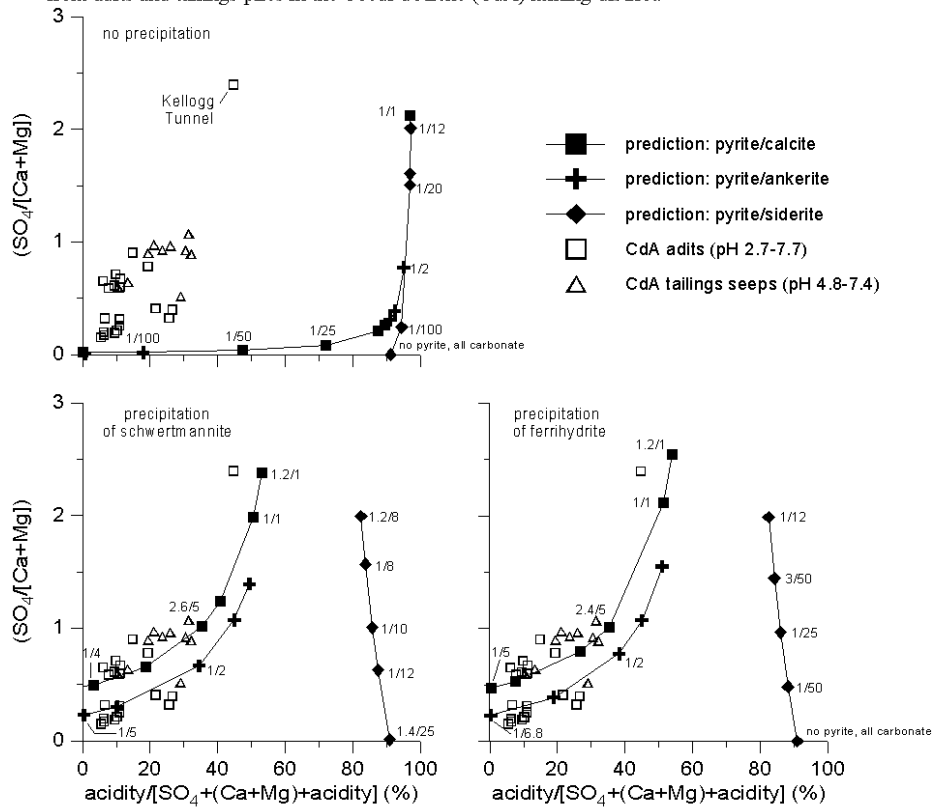 from adits and tailings piles in the Coeur de Lene (CdA) mining district
3
no precipitation
Kellogg
Tunnel
1/1
1/12
2
1/20
(SO4/[Ca+Mg])
1
1/2
1/100
1/50
1/25
1/100
no pyrite, all carbonate
0
prediction: pyrite/calcite
prediction: pyrite/ankerite
prediction: pyrite/siderite
CdA adits (pH 2.7-7.7)
CdA tailings seeps (pH 4.8-7.4)
3
precipitation
of schwertmannite
1.2/1
1/1
2
1.2/8
1/8
(SO4/[Ca+Mg])
2.6/5
1
1/10
1/4
1/2
1/12
1/5
1.4/25
0
0 20 40 60 80 100
acidity/[SO4+(Ca+Mg)+acidity] (%)
3
precipitation
of ferrihydrite
1.2/1
1/1
2
1/12
3/50
2.4/5
1
1/25
1/5
1/2
1/50
1/6.8
no pyrite, all carbonate
0
0 20 40 60 80 100
acidity/[SO4+(Ca+Mg)+acidity] (%)